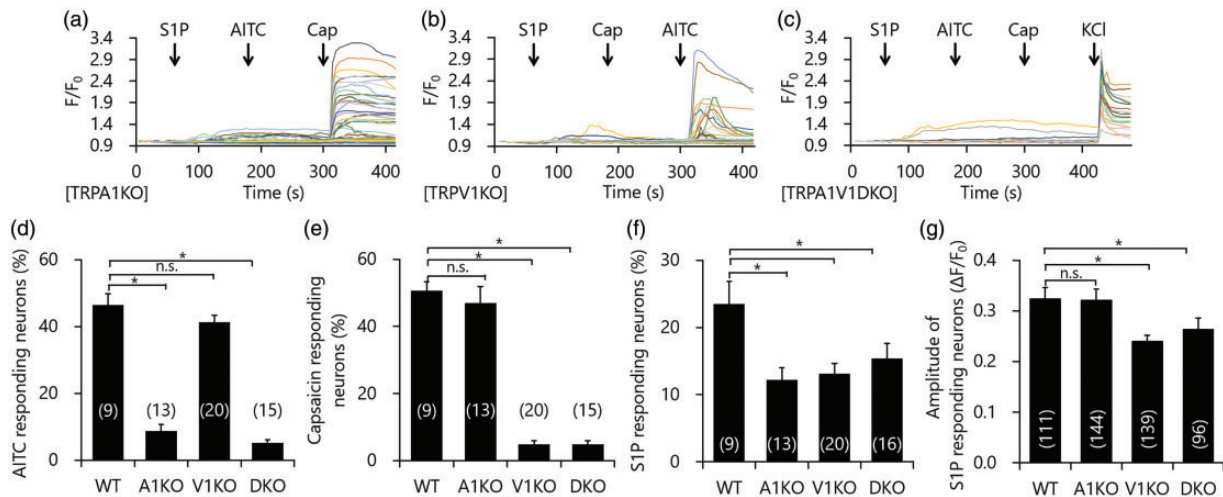 (a)
S1P AITC Cap
3.4
2.9
2.4
1.9
1.4
0.9
F/F0
0 100 200 300 400
[TRPA1KO] Time (s)
(b)
S1P Cap AITC
3.4
2.9
2.4
1.9
1.4
0.9
F/F0
0 100 200 300 400
[TRPV1KO] Time (s)
(c)
S1P AITC Cap KCl
3.4
2.9
2.4
1.9
1.4
0.9
F/F0
0 100 200 300 400
[TRPA1V1DKO] Time (s)
(d)
AITC responding neurons (%)
60
40
20
0
*
n.s.
*
(9) (13) (20) (15)
WT A1KO V1KO DKO
(e)
Capsaicin responding
neurons (%)
60
40
20
0
*
*
n.s.
(9) (13) (20) (15)
WT A1KO V1KO DKO
(f)
S1P responding neurons (%)
30
20
10
0
*
*
*
(9) (13) (20) (16)
WT A1KO V1KO DKO
(g)
Amplitude of
S1P responding neurons (ΔF/F0)
0.4
0.3
0.2
0.1
0.0
*
*
n.s.
(111) (144) (139) (96)
WT A1KO V1KO DKO